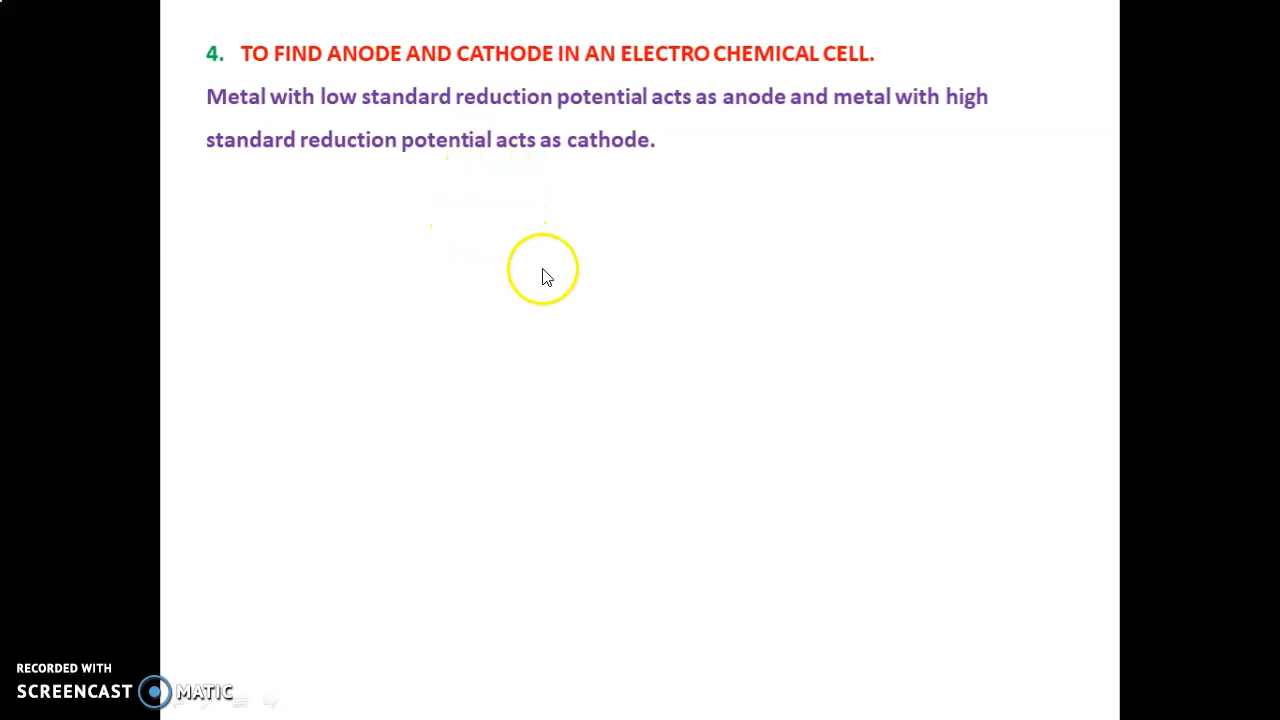 4. TO FIND ANODE AND CATHODE IN AN ELECTRO CHEMICAL CELL.
Metal with low standard reduction potential acts as anode and metal with high
standard reduction potential acts as cathode.
RECORDED WITH
SCREENCAST MATIC